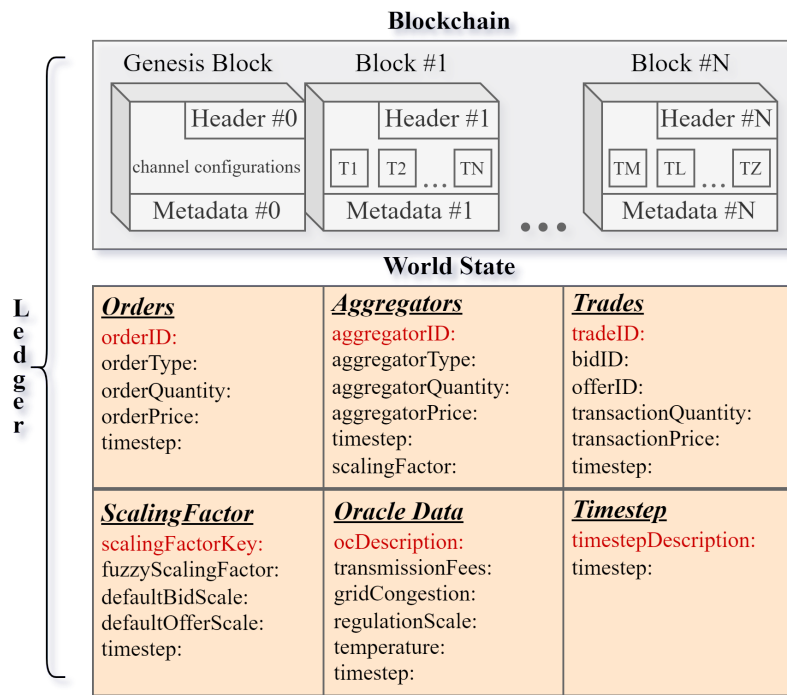 Blockchain
Genesis Block
Block #1
Block #N
Header #0
Header #1
Header #N
channel configurations
T1
T2
...
TN
TM
TL
...
TZ
Metadata #0
Metadata #1
...
Metadata #N
World State
Ledger
Orders
orderID:
orderType:
orderQuantity:
orderPrice:
timestep:
Aggregators
aggregatorID:
aggregatorType:
aggregatorQuantity:
aggregatorPrice:
timestep:
scalingFactor:
Trades
tradeID:
bidID:
offerID:
transactionQuantity:
transactionPrice:
timestep:
ScalingFactor
scalingFactorKey:
fuzzyScalingFactor:
defaultBidScale:
defaultOfferScale:
timestep:
Oracle Data
ocDescription:
transmissionFees:
gridCongestion:
regulationScale:
temperature:
timestep:
Timestep
timestepDescription:
timestep: